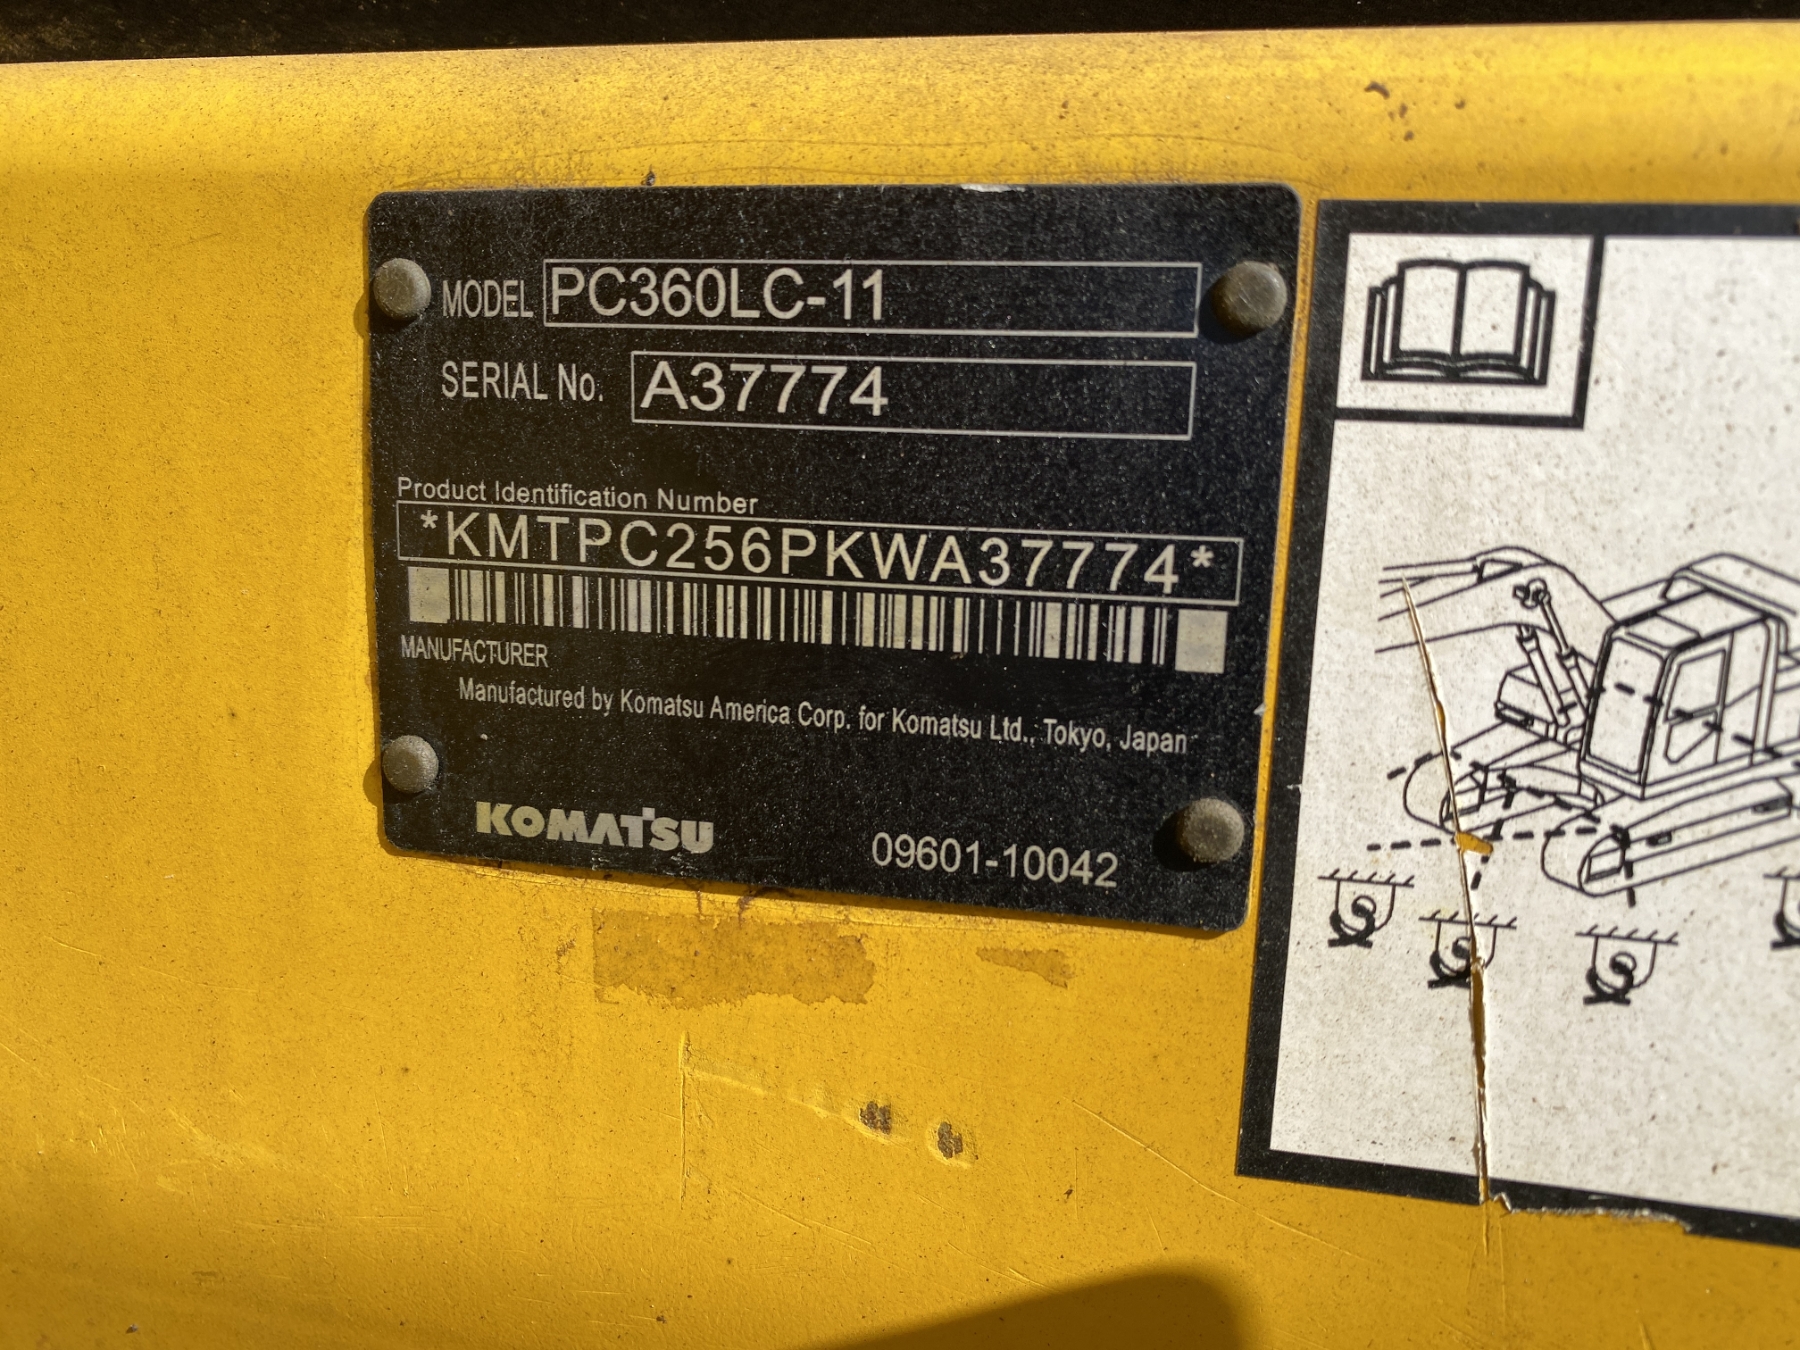 MODEL PC360LC-11
SERIAL No. A37774
Product Identification Number
*KMTPC256PKWA37774*
MANUFACTURER
Manufactured by Komatsu America Corp. for Komatsu Ltd., Tokyo, Japan
KOMATSU 09601-10042